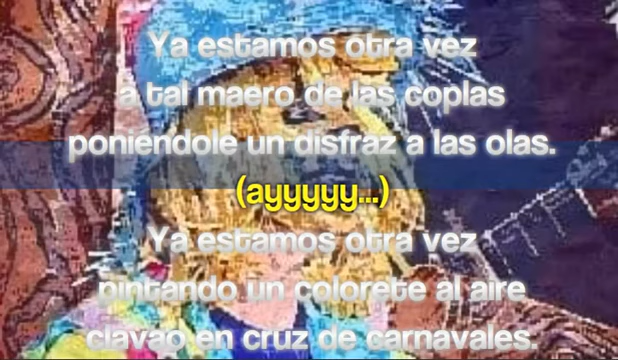 Ya estamos otra vez
a tal maero de las coplas
poniendole un disfraz a las olas.
(ayyyyy...)
Ya estamos otra vez
pintando un colorete al aire
clavao en cruz de carnavales.